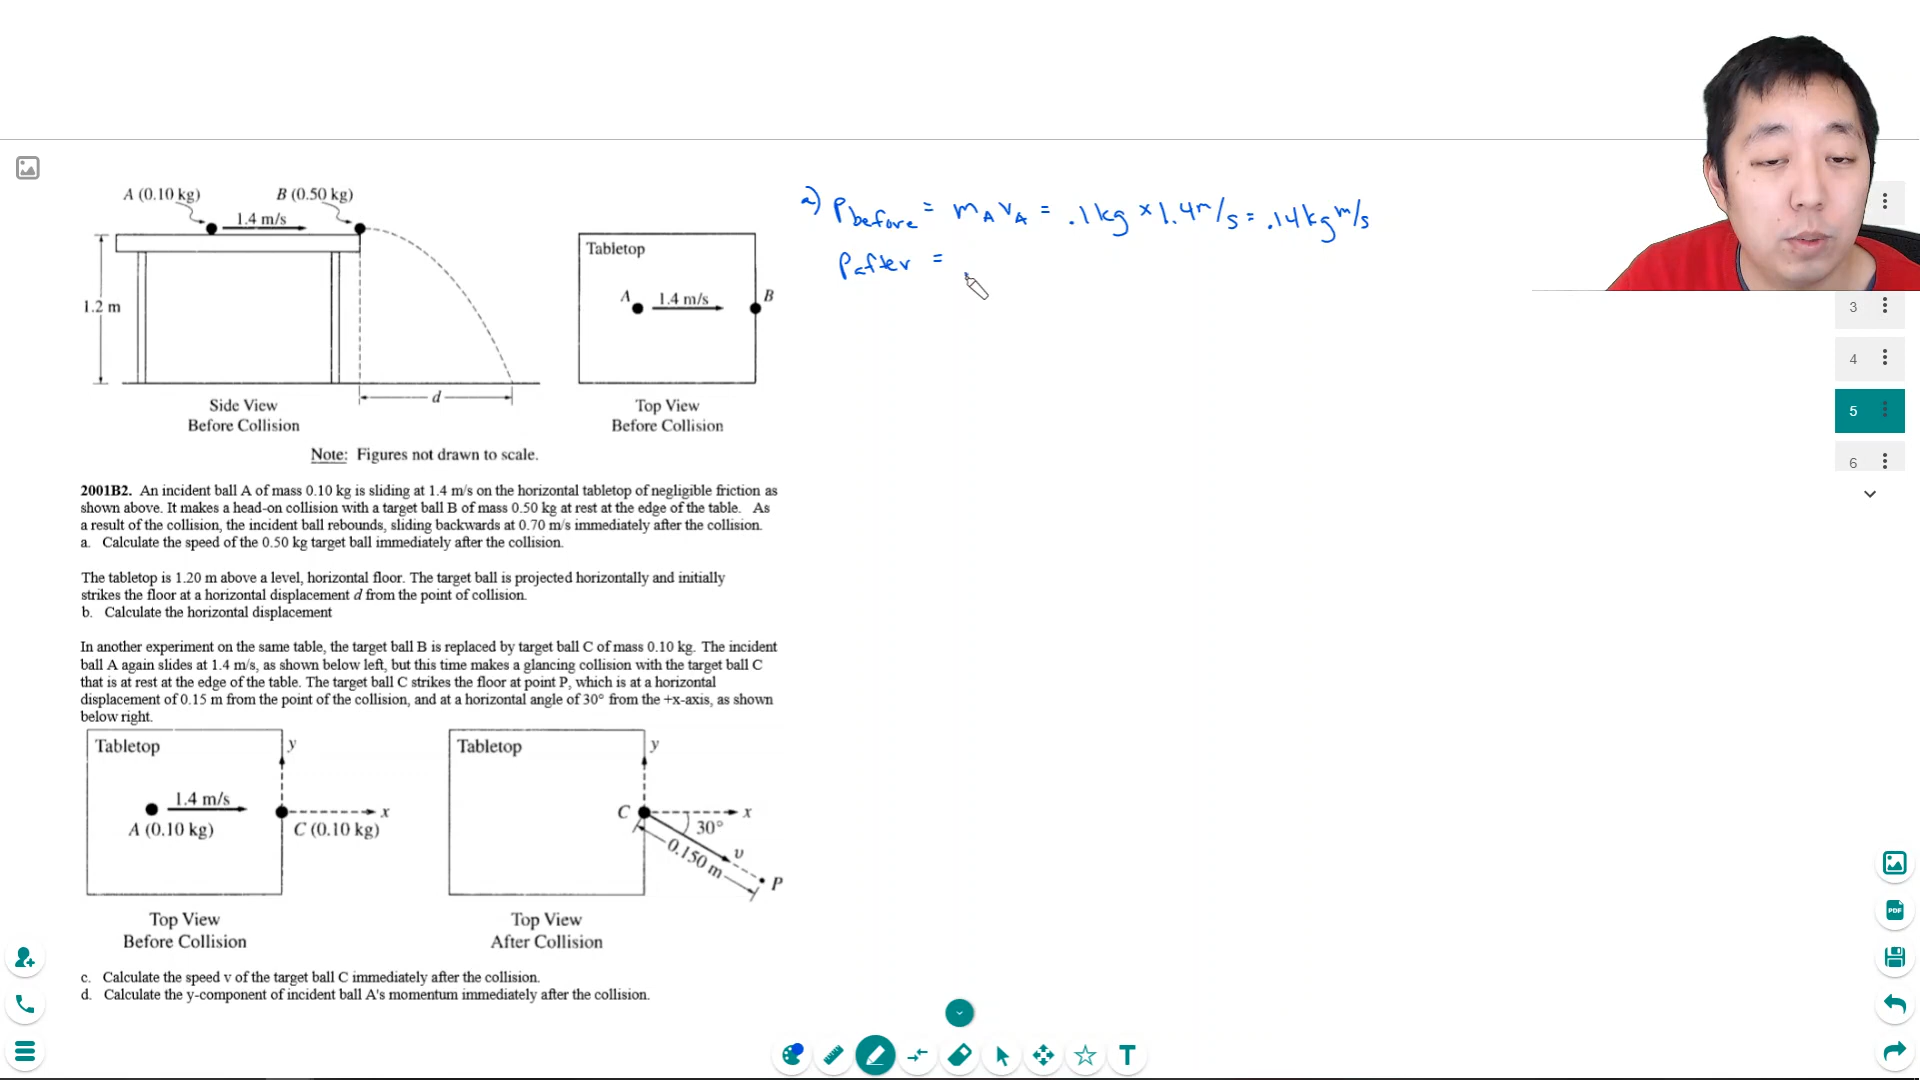 A (0.10 kg)
B (0.50 kg)
1.4 m/s
1.2 m
d
Side View
Before Collision
Tabletop
A
1.4 m/s
B
Top View
Before Collision
Note: Figures not drawn to scale.
2001B2. An incident ball A of mass 0.10 kg is sliding at 1.4 m/s on the horizontal tabletop of negligible friction as
shown above. It makes a head-on collision with a target ball B of mass 0.50 kg at rest at the edge of the table. As
a result of the collision, the incident ball rebounds, sliding backwards at 0.70 m/s immediately after the collision.
a. Calculate the speed of the 0.50 kg target ball immediately after the collision.
The tabletop is 1.20 m above a level, horizontal floor. The target ball is projected horizontally and initially
strikes the floor at a horizontal displacement d from the point of collision.
b. Calculate the horizontal displacement
In another experiment on the same table, the target ball B is replaced by target ball C of mass 0.10 kg. The incident
ball A again slides at 1.4 m/s, as shown below left, but this time makes a glancing collision with the target ball C
that is at rest at the edge of the table. The target ball C strikes the floor at point P, which is at a horizontal
displacement of 0.15 m from the point of the collision, and at a horizontal angle of 30° from the +x-axis, as shown
below right.
Tabletop
y
1.4 m/s
x
A (0.10 kg)
C (0.10 kg)
Top View
Before Collision
Tabletop
y
C
x
30°
0.150 m
v
P
Top View
After Collision
c. Calculate the speed v of the target ball C immediately after the collision.
d. Calculate the y-component of incident ball A's momentum immediately after the collision.
a) Pbefore = mAvA = .1kg × 1.4m/s = .14kg m/s
Pafter =
3
4
5
6
PDF
T